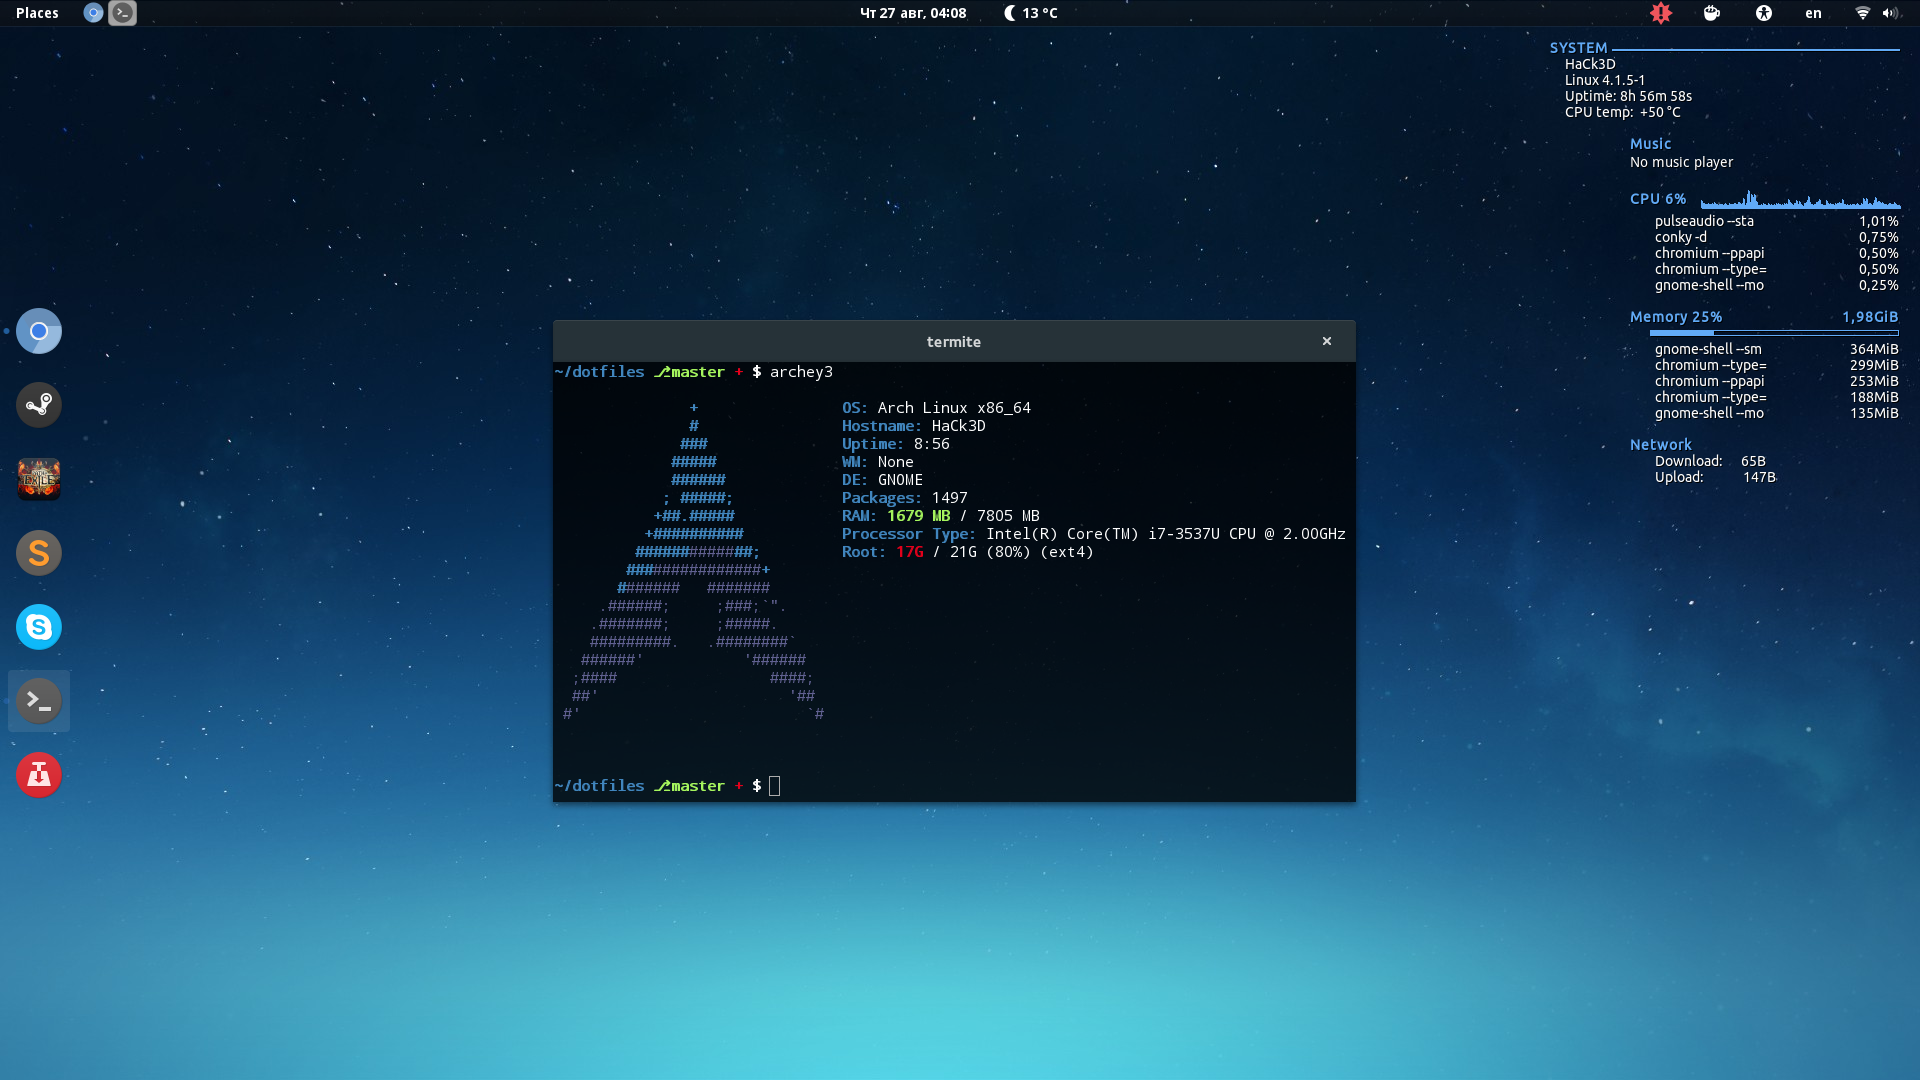 Places
Чт 27 авг, 04:08
13 °C
en
SYSTEM
HaCk3D
Linux 4.1.5-1
Uptime: 8h 56m 58s
CPU temp: +50 °C
Music
No music player
CPU 6%
pulseaudio --sta 1,01%
conky -d 0,75%
chromium --ppapi 0,50%
chromium --type= 0,50%
gnome-shell --mo 0,25%
Memory 25% 1,98GiB
gnome-shell --sm 364MiB
chromium --type= 299MiB
chromium --ppapi 253MiB
chromium --type= 188MiB
gnome-shell --mo 135MiB
Network
Download: 65B
Upload: 147B
EXILE
termite
~/dotfiles ⎇master + $ archey3
OS: Arch Linux x86_64
Hostname: HaCk3D
Uptime: 8:56
WM: None
DE: GNOME
Packages: 1497
RAM: 1679 MB / 7805 MB
Processor Type: Intel(R) Core(TM) i7-3537U CPU @ 2.00GHz
Root: 17G / 21G (80%) (ext4)
~/dotfiles ⎇master + $